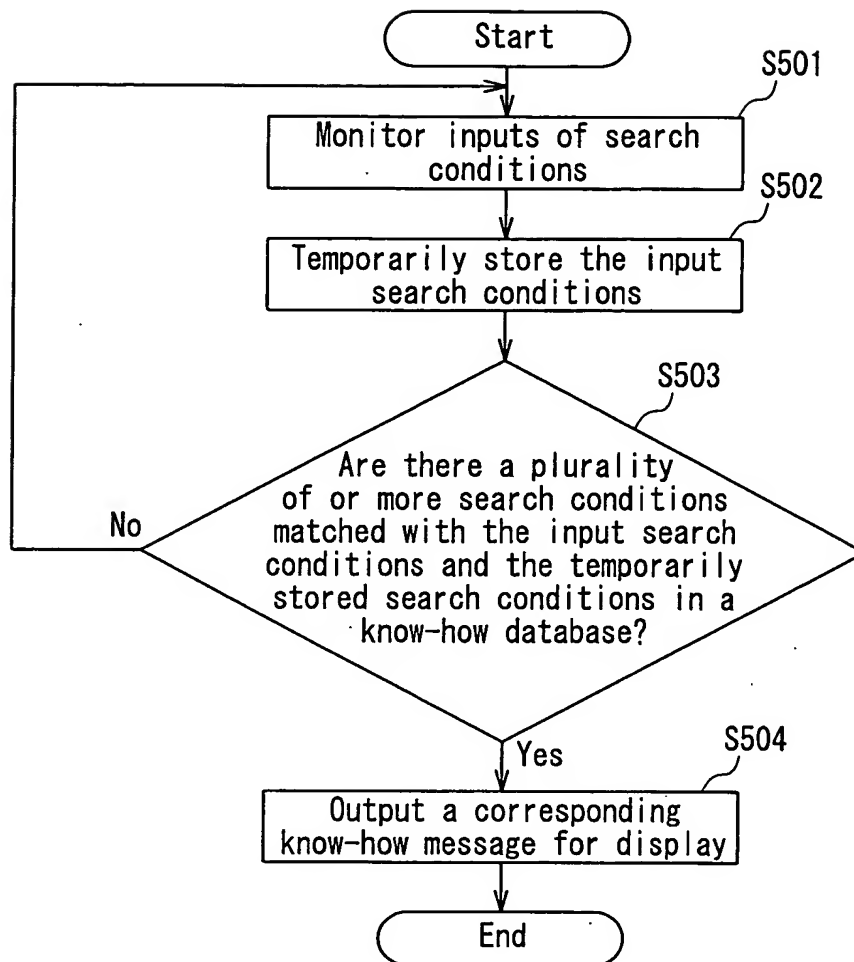 Start
S501
Monitor inputs of search
conditions
S502
Temporarily store the input
search conditions
S503
Are there a plurality
of or more search conditions
matched with the input search
conditions and the temporarily
stored search conditions in a
know-how database?
No
Yes
S504
Output a corresponding
know-how message for display
End